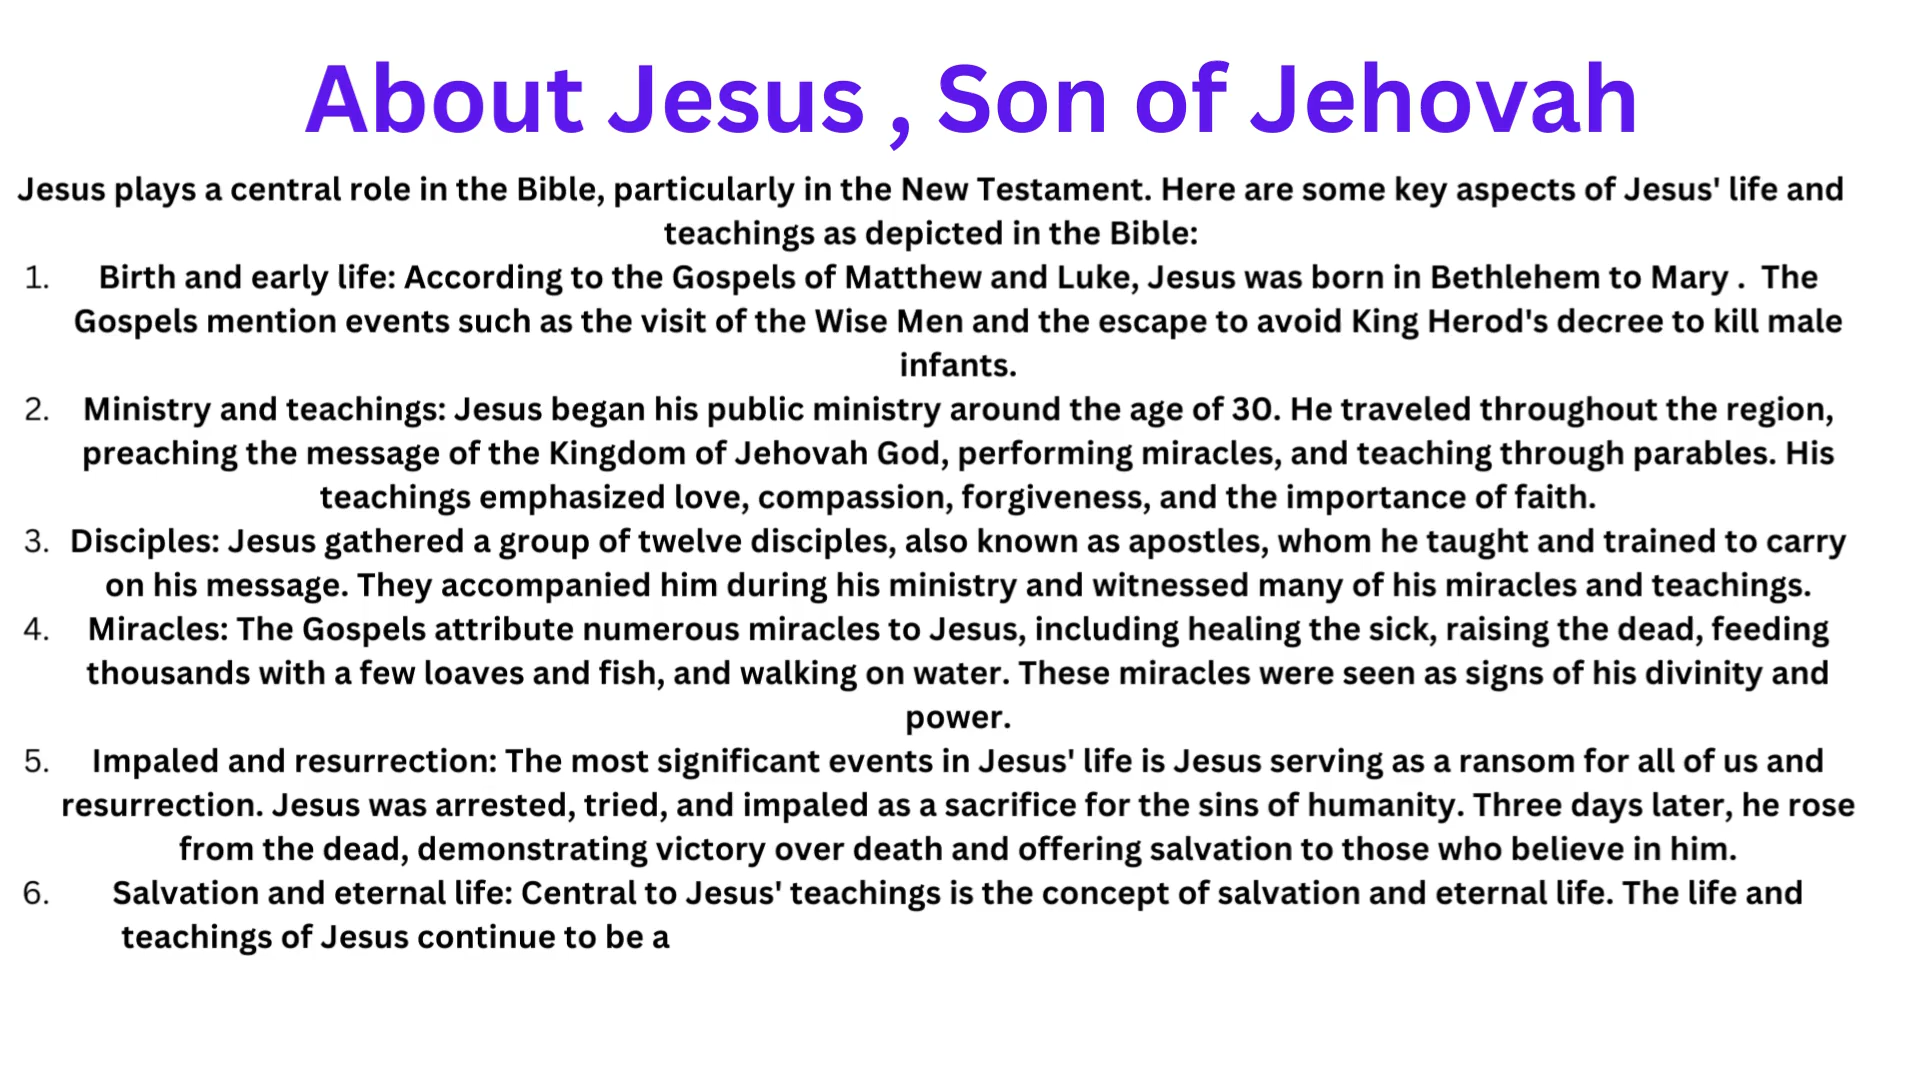 About Jesus , Son of Jehovah
Jesus plays a central role in the Bible, particularly in the New Testament. Here are some key aspects of Jesus' life and
teachings as depicted in the Bible:
1. Birth and early life: According to the Gospels of Matthew and Luke, Jesus was born in Bethlehem to Mary .  The
Gospels mention events such as the visit of the Wise Men and the escape to avoid King Herod's decree to kill male
infants.
2. Ministry and teachings: Jesus began his public ministry around the age of 30. He traveled throughout the region,
preaching the message of the Kingdom of Jehovah God, performing miracles, and teaching through parables. His
teachings emphasized love, compassion, forgiveness, and the importance of faith.
3. Disciples: Jesus gathered a group of twelve disciples, also known as apostles, whom he taught and trained to carry
on his message. They accompanied him during his ministry and witnessed many of his miracles and teachings.
4. Miracles: The Gospels attribute numerous miracles to Jesus, including healing the sick, raising the dead, feeding
thousands with a few loaves and fish, and walking on water. These miracles were seen as signs of his divinity and
power.
5. Impaled and resurrection: The most significant events in Jesus' life is Jesus serving as a ransom for all of us and
resurrection. Jesus was arrested, tried, and impaled as a sacrifice for the sins of humanity. Three days later, he rose
from the dead, demonstrating victory over death and offering salvation to those who believe in him.
6. Salvation and eternal life: Central to Jesus' teachings is the concept of salvation and eternal life. The life and
teachings of Jesus continue to be a